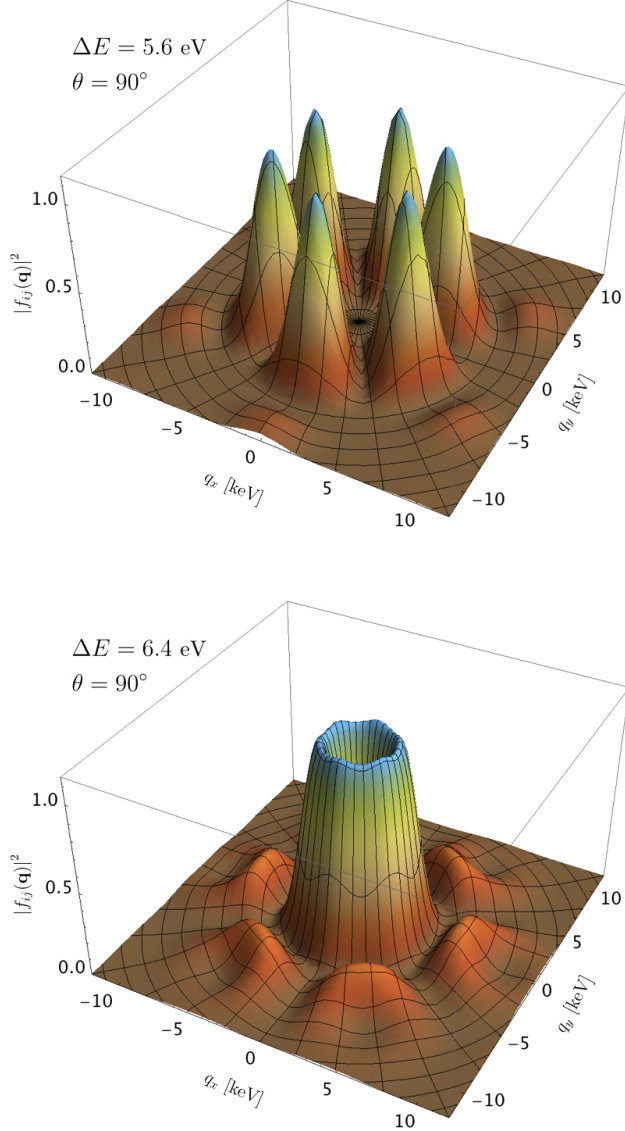 ΔE = 5.6 eV
θ = 90°
1.0
0.5
0.0
|f_{ij}(q)|²
−10
−5
0
5
10
q_x [keV]
10
5
0
−5
−10
q_y [keV]
ΔE = 6.4 eV
θ = 90°
1.0
0.5
0.0
|f_{ij}(q)|²
−10
−5
0
5
10
q_x [keV]
10
5
0
−5
−10
q_y [keV]